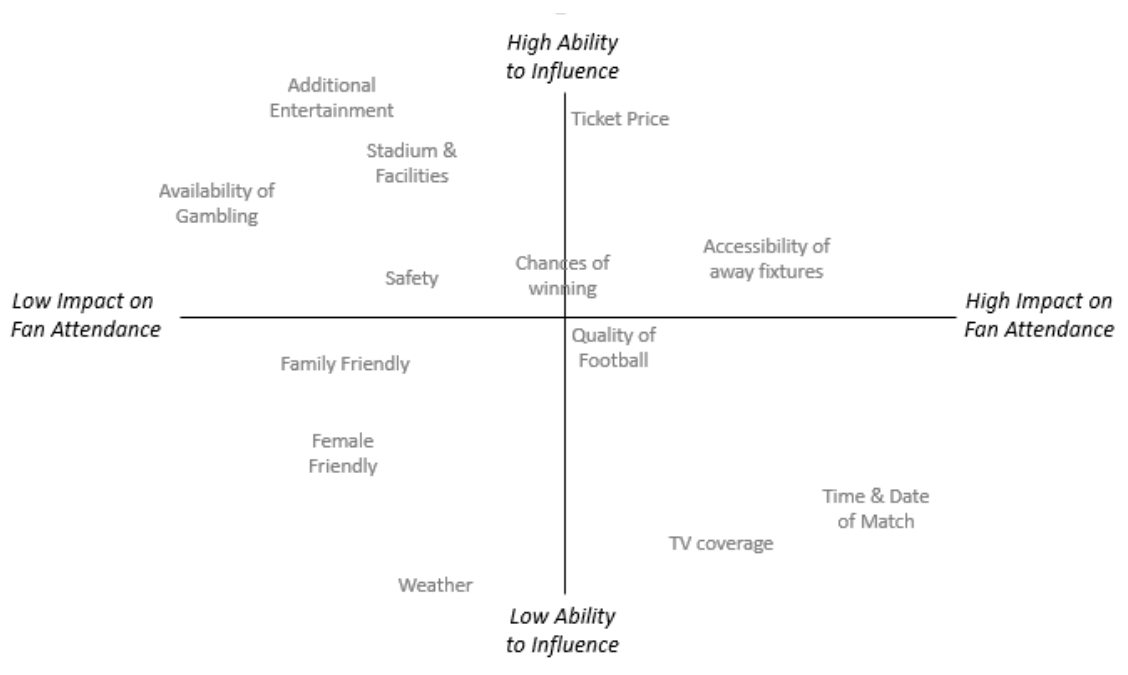 High Ability
to Influence
Additional
Entertainment
Ticket Price
Stadium &
Facilities
Availability of
Gambling
Accessibility of
away fixtures
Chances of
winning
Safety
Low Impact on
Fan Attendance
High Impact on
Fan Attendance
Quality of
Football
Family Friendly
Female
Friendly
Time & Date
of Match
TV coverage
Weather
Low Ability
to Influence